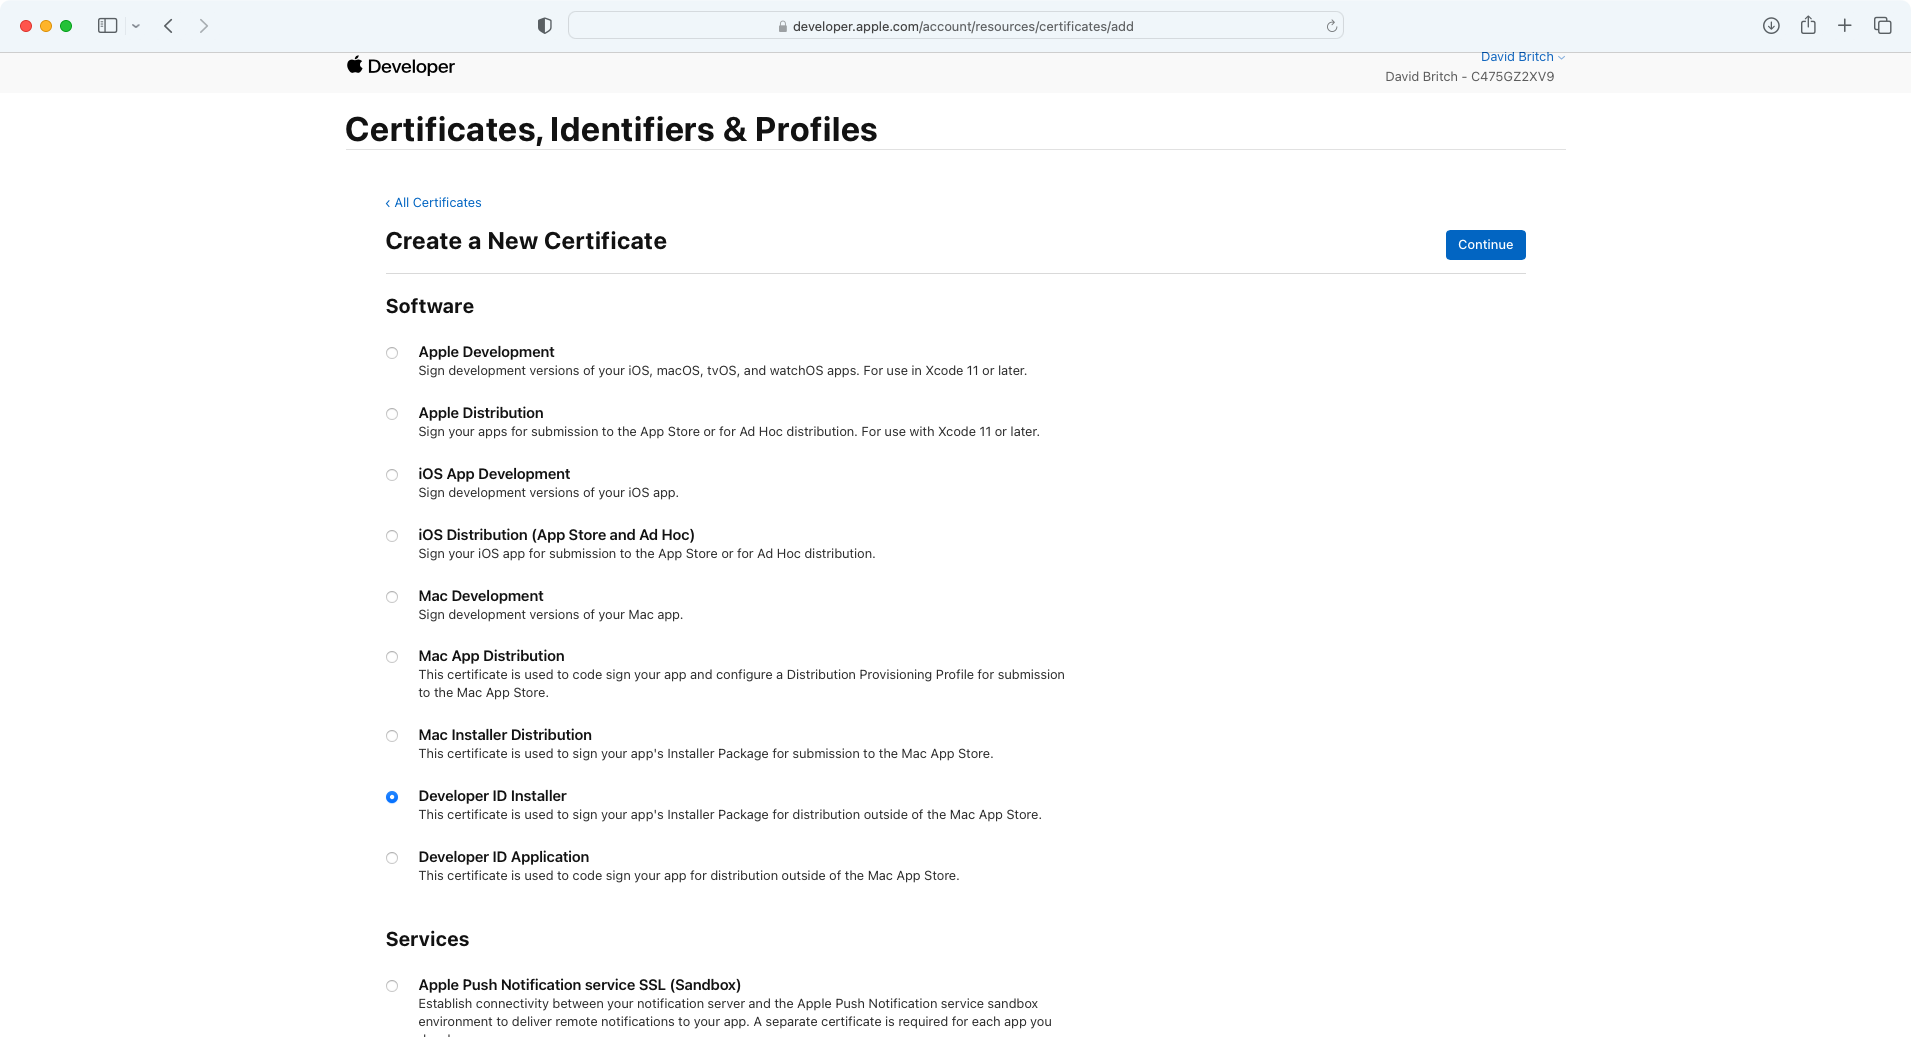 developer.apple.com/account/resources/certificates/add
Developer
David Britch
David Britch - C475GZ2XV9
Certificates, Identifiers & Profiles
‹ All Certificates
Create a New Certificate
Continue
Software
Apple Development
Sign development versions of your iOS, macOS, tvOS, and watchOS apps. For use in Xcode 11 or later.
Apple Distribution
Sign your apps for submission to the App Store or for Ad Hoc distribution. For use with Xcode 11 or later.
iOS App Development
Sign development versions of your iOS app.
iOS Distribution (App Store and Ad Hoc)
Sign your iOS app for submission to the App Store or for Ad Hoc distribution.
Mac Development
Sign development versions of your Mac app.
Mac App Distribution
This certificate is used to code sign your app and configure a Distribution Provisioning Profile for submission
to the Mac App Store.
Mac Installer Distribution
This certificate is used to sign your app's Installer Package for submission to the Mac App Store.
Developer ID Installer
This certificate is used to sign your app's Installer Package for distribution outside of the Mac App Store.
Developer ID Application
This certificate is used to code sign your app for distribution outside of the Mac App Store.
Services
Apple Push Notification service SSL (Sandbox)
Establish connectivity between your notification server and the Apple Push Notification service sandbox
environment to deliver remote notifications to your app. A separate certificate is required for each app you